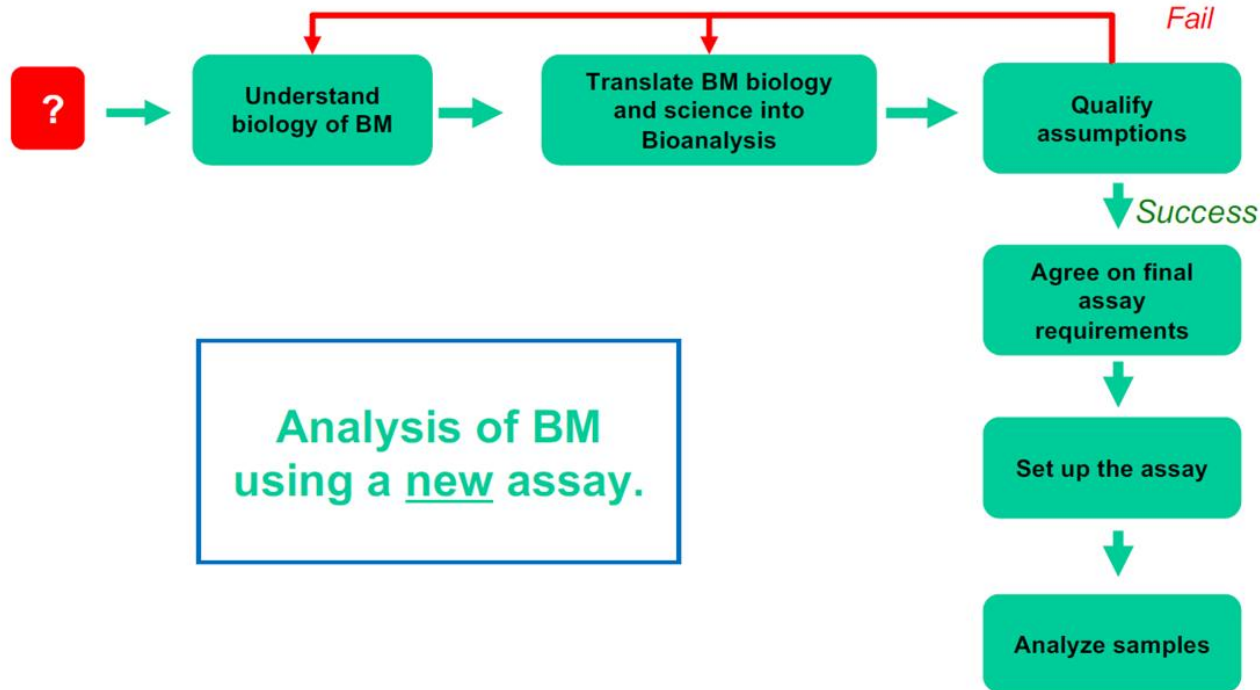 Fail
?
Understand
biology of BM
Translate BM biology
and science into
Bioanalysis
Qualify
assumptions
Success
Agree on final
assay
requirements
Analysis of BM
using a new assay.
Set up the assay
Analyze samples